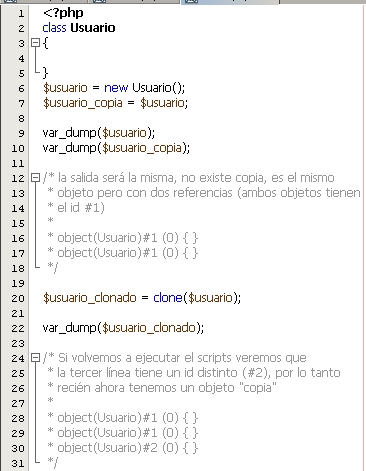 1 <?php
2 class Usuario
3 {
4
5 }
6 $usuario = new Usuario();
7 $usuario_copia = $usuario;
8
9 var_dump($usuario);
10 var_dump($usuario_copia);
11
12 /* la salida será la misma, no existe copia, es el mismo
13 * objeto pero con dos referencias (ambos objetos tienen
14 * el id #1)
15 *
16 * object(Usuario)#1 (0) { }
17 * object(Usuario)#1 (0) { }
18 */
19
20 $usuario_clonado = clone($usuario);
21
22 var_dump($usuario_clonado);
23
24 /* Si volvemos a ejecutar el scripts veremos que
25 * la tercer línea tiene un id distinto (#2), por lo tanto
26 * recién ahora tenemos un objeto "copia"
27 *
28 * object(Usuario)#1 (0) { }
29 * object(Usuario)#1 (0) { }
30 * object(Usuario)#2 (0) { }
31 */